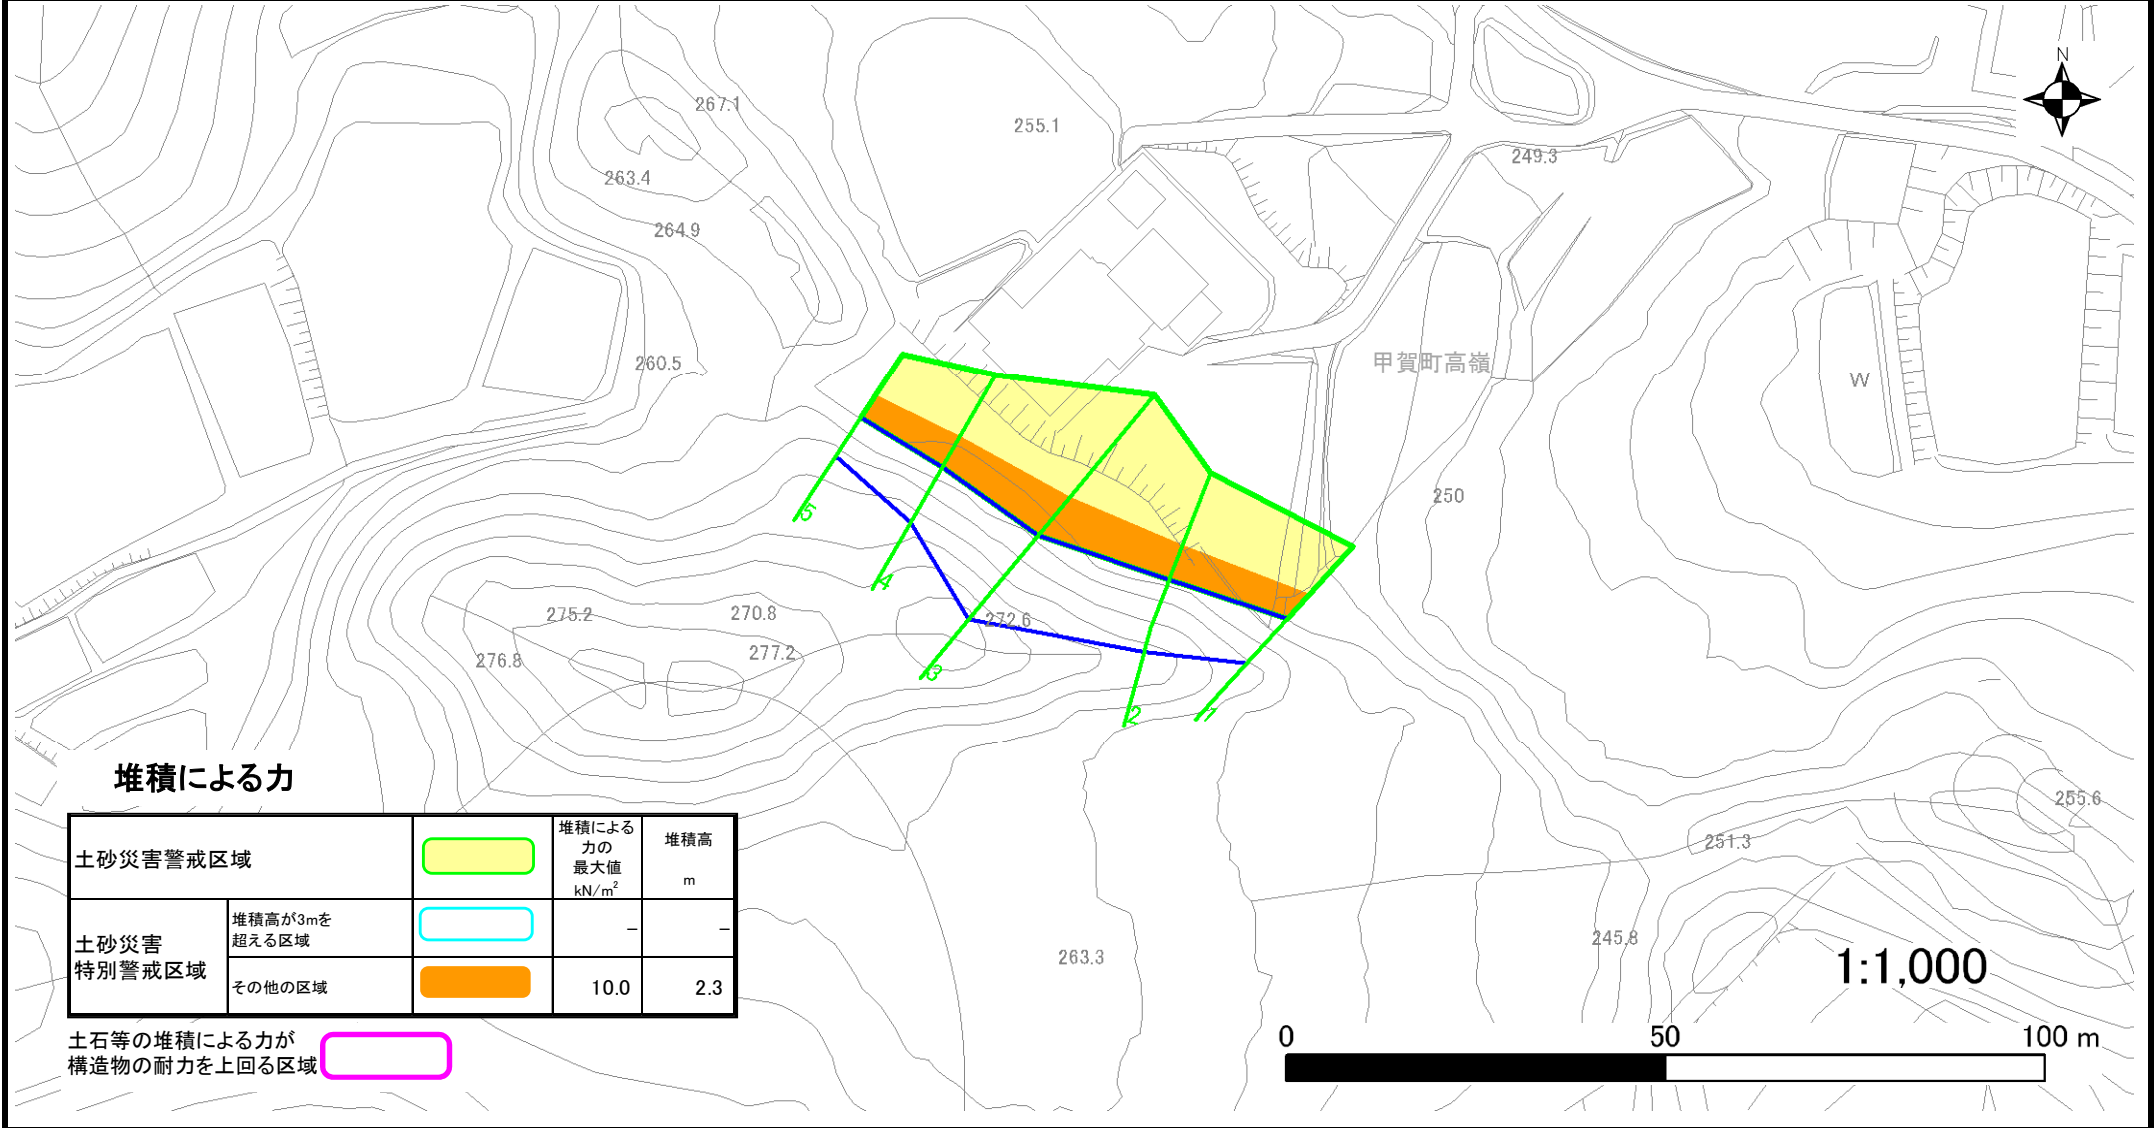 N
267.1
255.1
249.3
263.4
264.9
260.5
甲賀町高嶺
W
250
5
4
3
2
1
275.2
270.8
272.6
276.8
277.2
255.6
251.3
245.8
263.3
堆積による力
土砂災害警戒区域
堆積による
力の
最大値
kN/m²
堆積高
m
土砂災害
特別警戒区域
堆積高が3mを
超える区域
－
－
その他の区域
10.0
2.3
土石等の堆積による力が
構造物の耐力を上回る区域
1:1,000
0 50 100 m